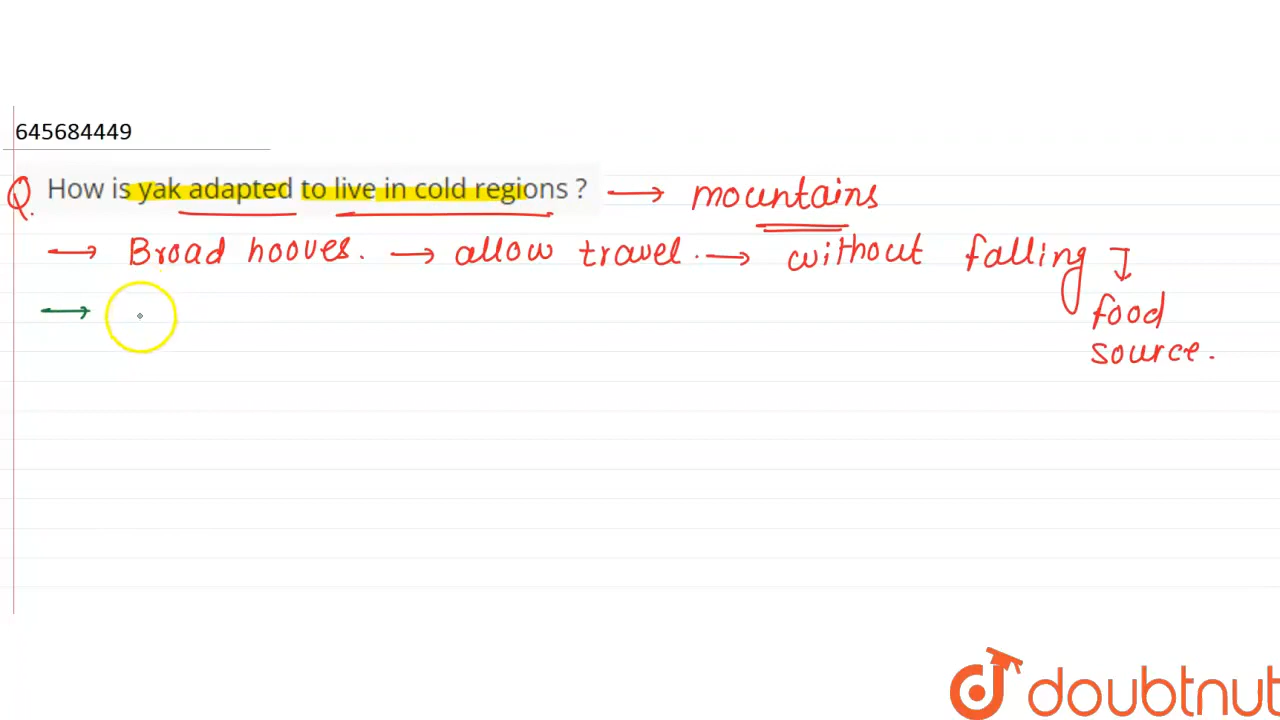 645684449
Q. How is yak adapted to live in cold regions ? → mountains
→ Broad hooves. → allow travel. → without falling
→ food
source.
doubtnut